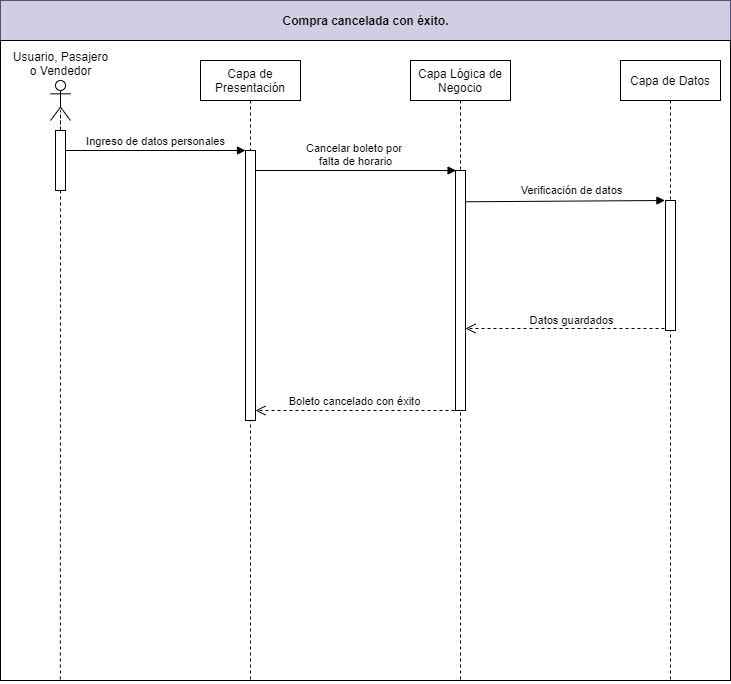 Compra cancelada con éxito.
Usuario, Pasajero
o Vendedor
Capa de
Presentación
Capa Lógica de
Negocio
Capa de Datos
Ingreso de datos personales
Cancelar boleto por
falta de horario
Verificación de datos
Datos guardados
Boleto cancelado con éxito